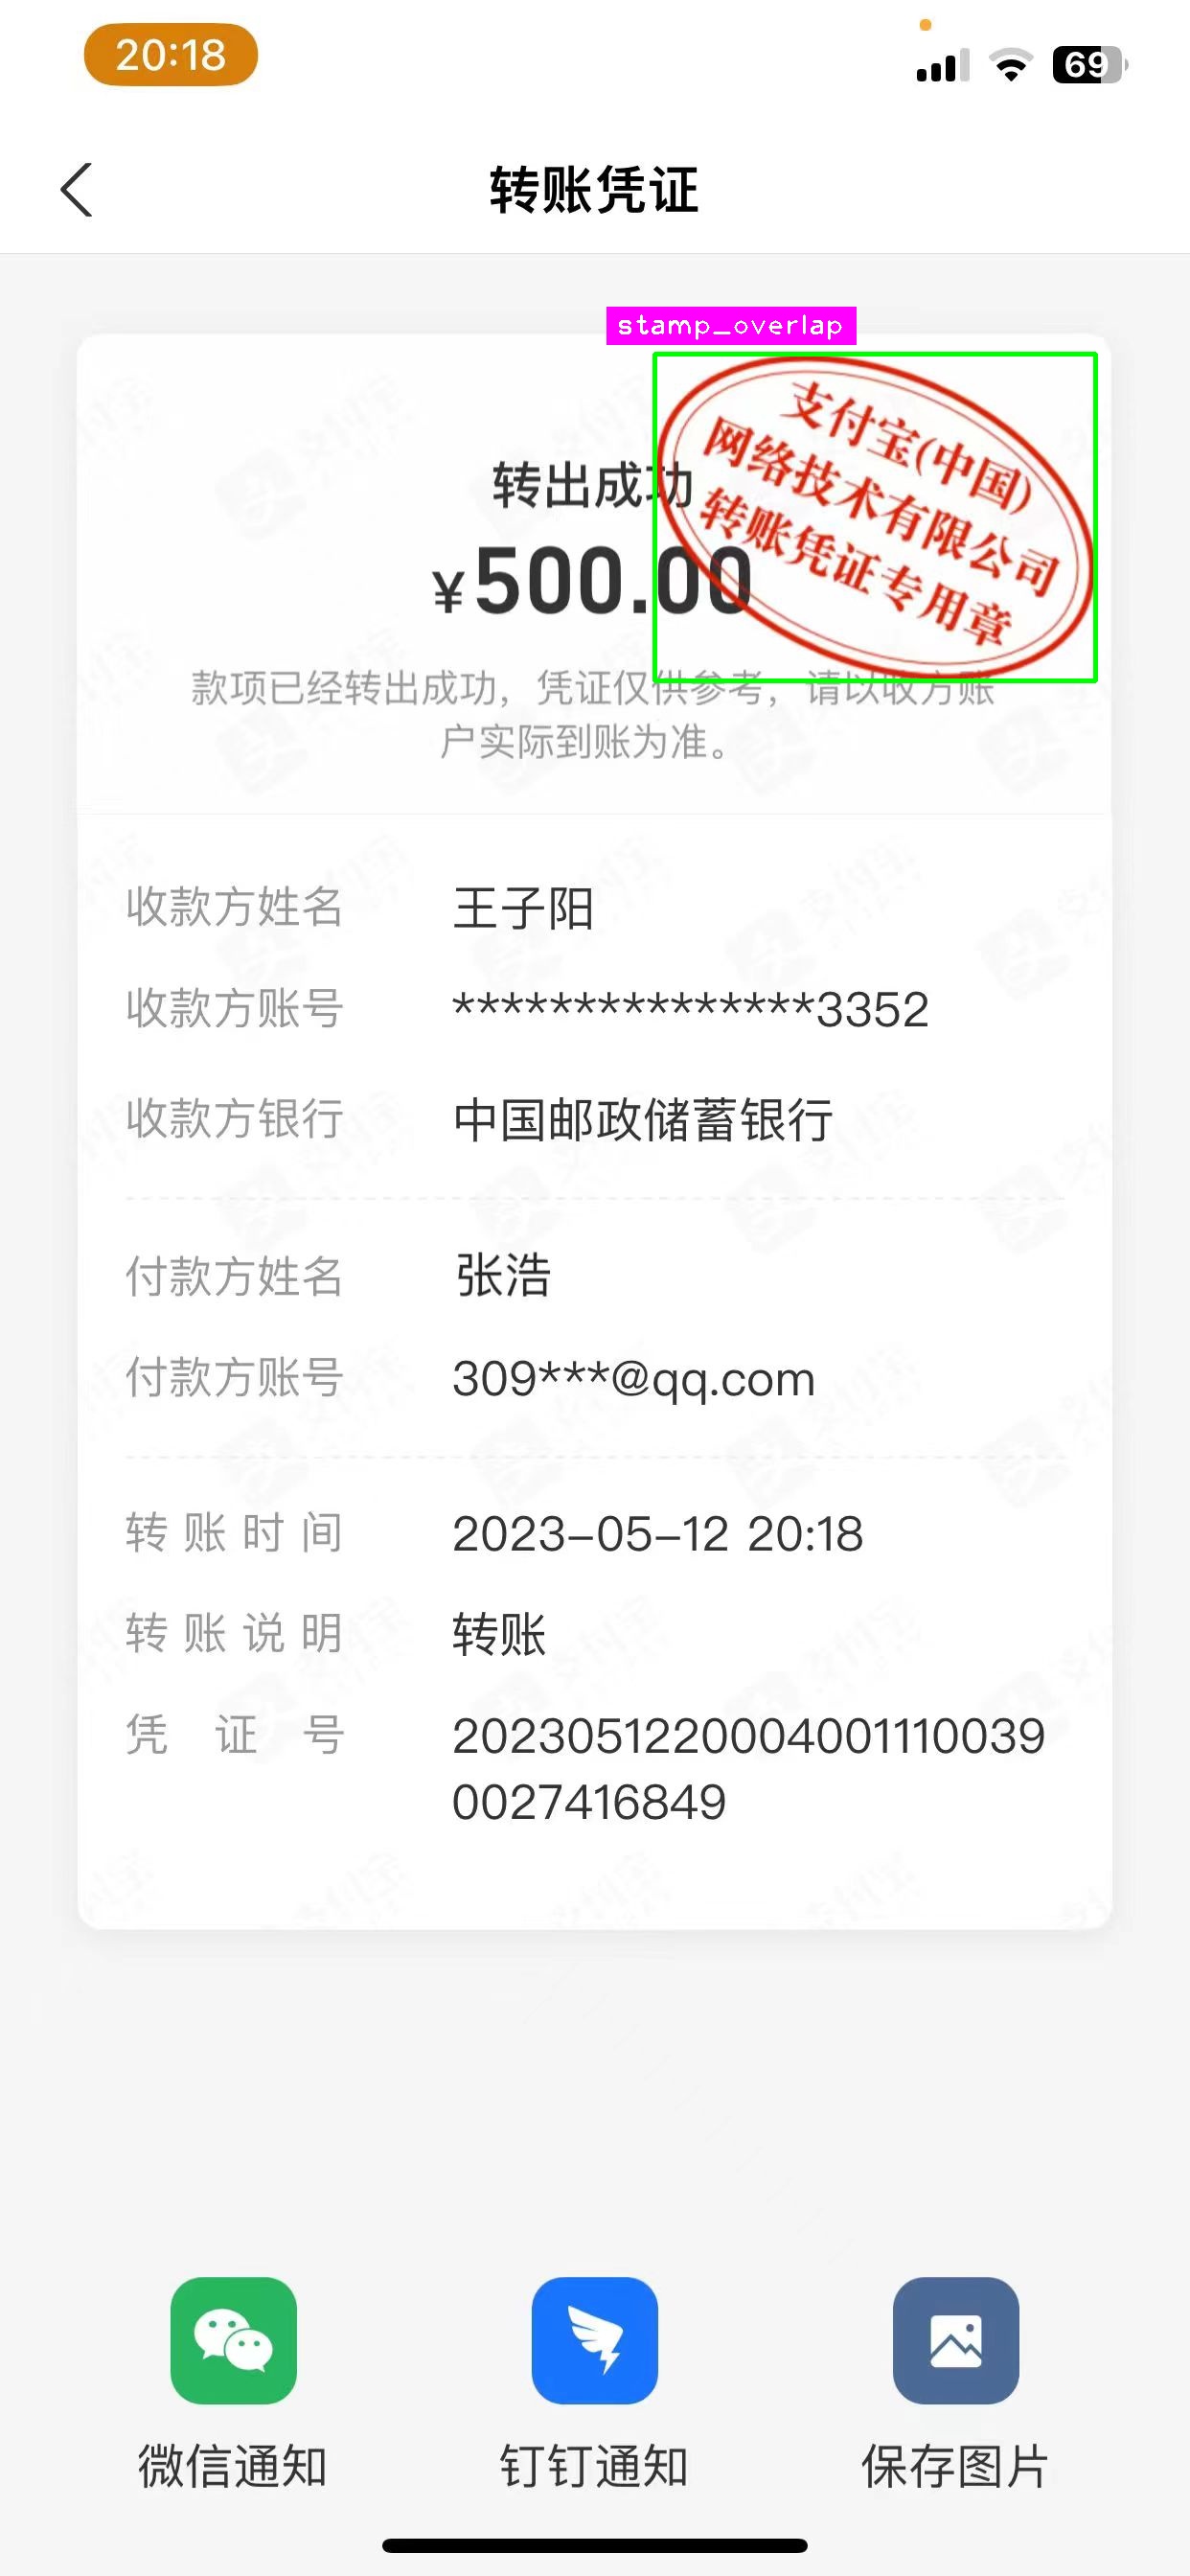 20:18
69
转账凭证
stamp_overlap
支付宝(中国)
网络技术有限公司
转账凭证专用章
转出成功
¥500.00
款项已经转出成功，凭证仅供参考，请以收方账
户实际到账为准。
收款方姓名 王子阳
收款方账号 ***************3352
收款方银行 中国邮政储蓄银行
付款方姓名 张浩
付款方账号 309***@qq.com
转账时间 2023-05-12 20:18
转账说明 转账
凭证号 2023051220004001110039
0027416849
微信通知 钉钉通知 保存图片